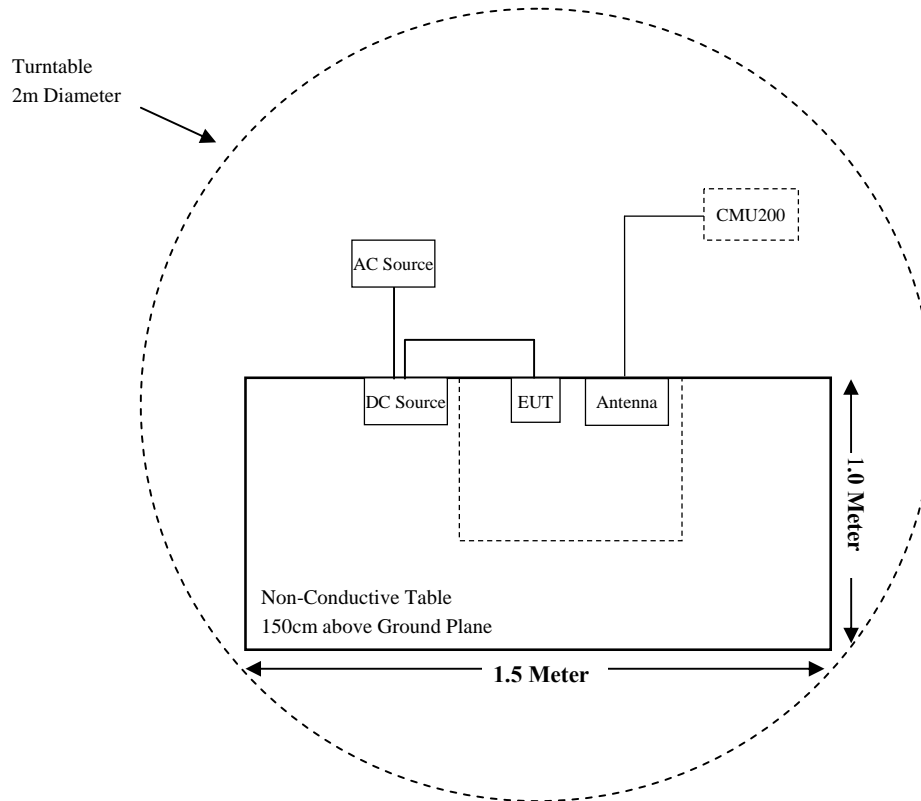 Turntable
2m Diameter
CMU200
AC Source
DC Source
EUT
Antenna
1.0 Meter
Non-Conductive Table
150cm above Ground Plane
1.5 Meter